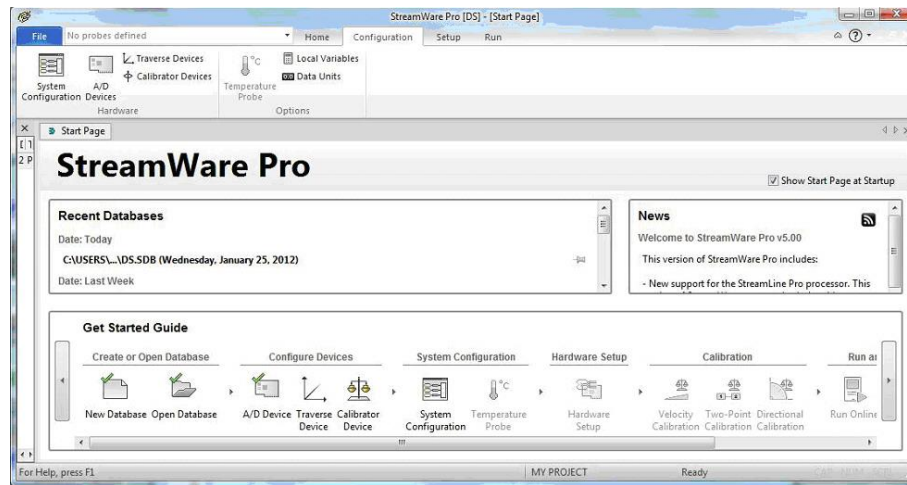 StreamWare Pro [DS] - [Start Page]
File No probes defined Home Configuration Setup Run
System Configuration
A/D Devices
Traverse Devices
Calibrator Devices
Hardware
Temperature Probe
Local Variables
Data Units
Options
Start Page
2 P
StreamWare Pro
Show Start Page at Startup
Recent Databases
Date: Today
C:\USERS\...\DS.SDB (Wednesday, January 25, 2012)
Date: Last Week
News
Welcome to StreamWare Pro v5.00
This version of StreamWare Pro includes:
- New support for the StreamLine Pro processor. This
Get Started Guide
Create or Open Database
New Database
Open Database
Configure Devices
A/D Device
Traverse Device
Calibrator Device
System Configuration
System Configuration
Temperature Probe
Hardware Setup
Hardware Setup
Calibration
Velocity Calibration
Two-Point Calibration
Directional Calibration
Run
Run Online
For Help, press F1
MY PROJECT
Ready
CAP NUM SCRL